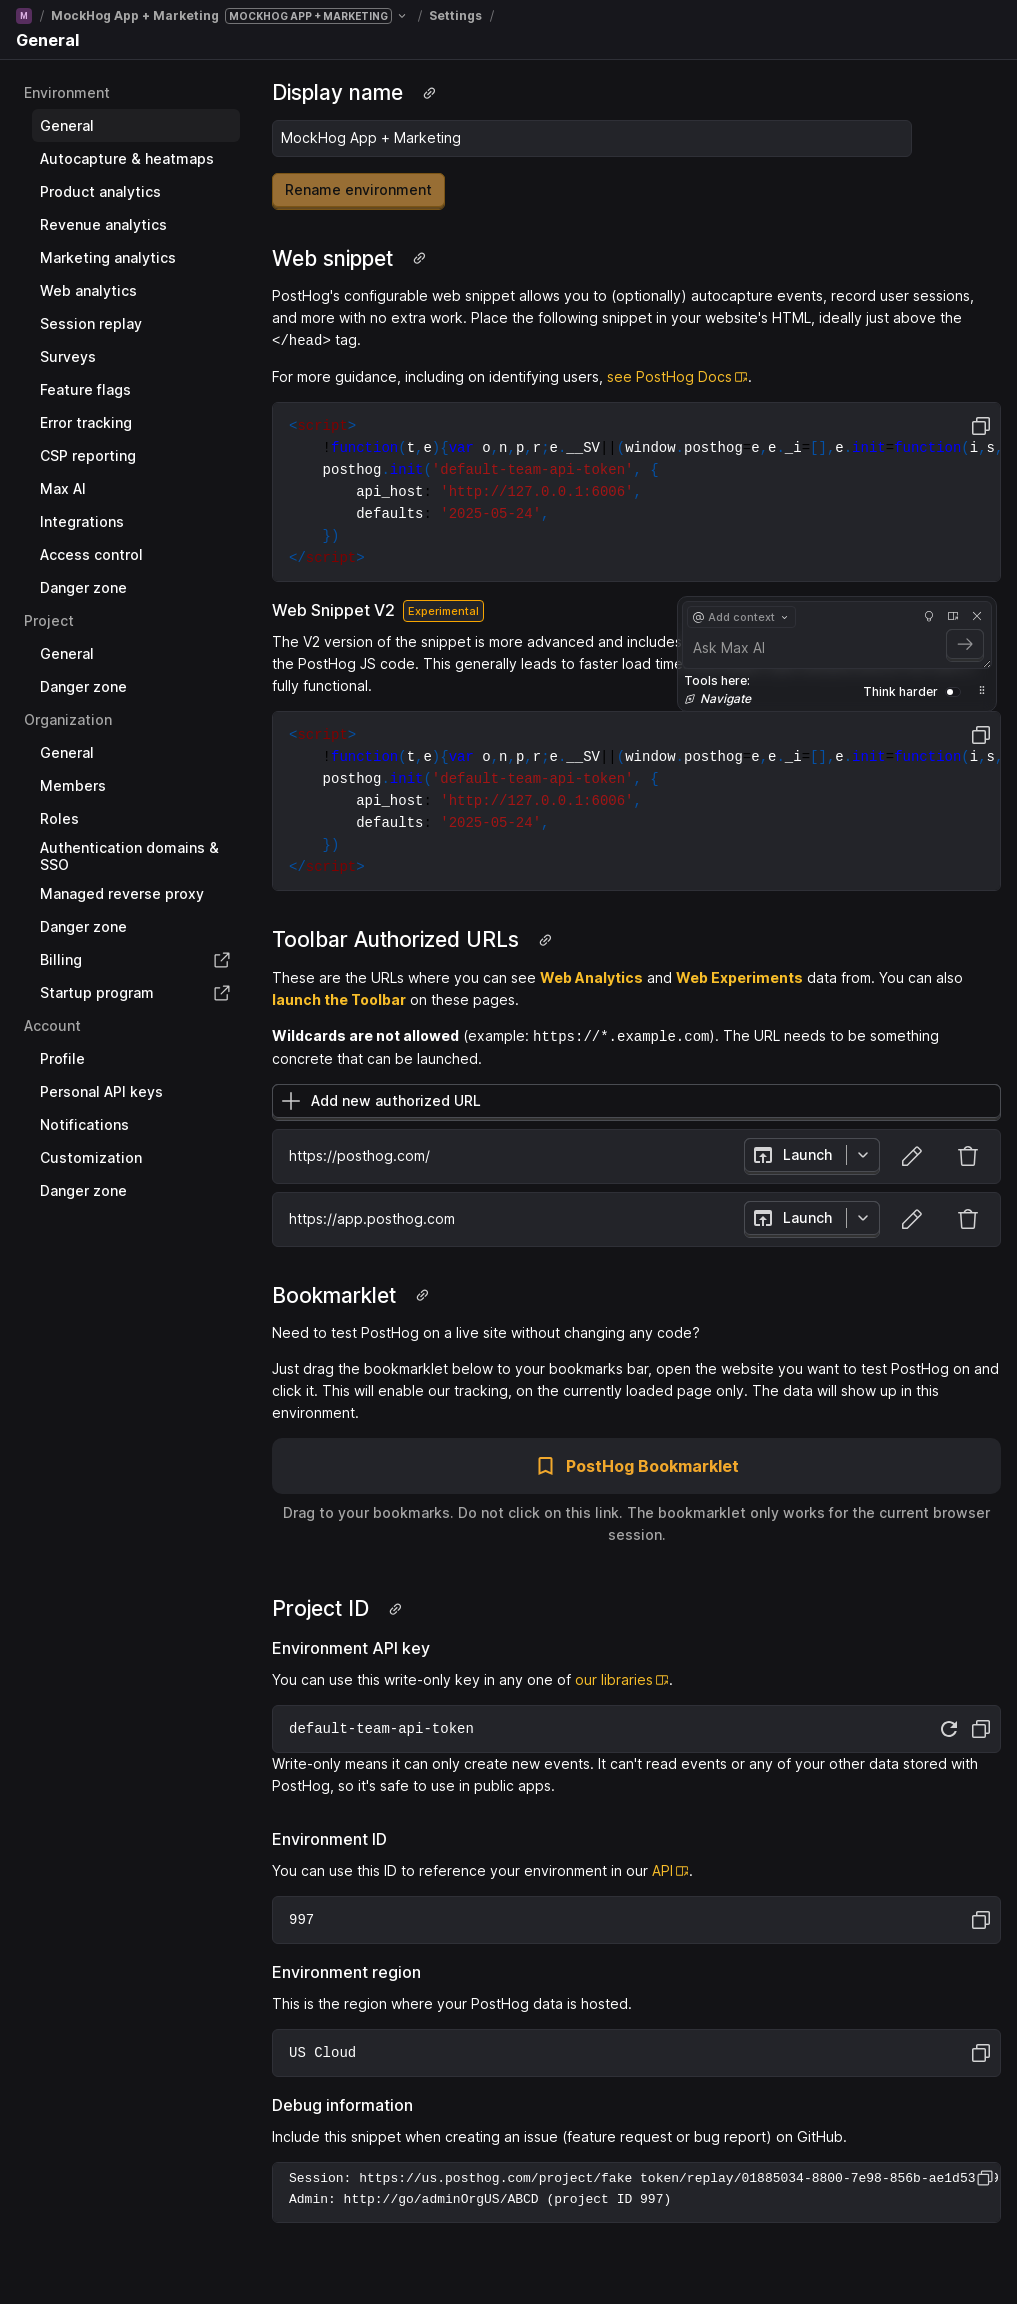 M / MockHog App + Marketing MOCKHOG APP + MARKETING / Settings /
General
Environment
General
Autocapture & heatmaps
Product analytics
Revenue analytics
Marketing analytics
Web analytics
Session replay
Surveys
Feature flags
Error tracking
CSP reporting
Max AI
Integrations
Access control
Danger zone
Project
General
Danger zone
Organization
General
Members
Roles
Authentication domains &
SSO
Managed reverse proxy
Danger zone
Billing
Startup program
Account
Profile
Personal API keys
Notifications
Customization
Danger zone
Display name
MockHog App + Marketing
Rename environment
Web snippet
PostHog's configurable web snippet allows you to (optionally) autocapture events, record user sessions,
and more with no extra work. Place the following snippet in your website's HTML, ideally just above the
</head> tag.
For more guidance, including on identifying users, see PostHog Docs.
<script>
!function(t,e){var o,n,p,r;e.__SV||(window.posthog=e,e._i=[],e.init=function(i,s,
posthog.init('default-team-api-token', {
api_host: 'http://127.0.0.1:6006',
defaults: '2025-05-24',
})
</script>
Web Snippet V2 Experimental
The V2 version of the snippet is more advanced and includes
the PostHog JS code. This generally leads to faster load time
fully functional.
@ Add context
Ask Max AI
Tools here:
Navigate
Think harder
<script>
!function(t,e){var o,n,p,r;e.__SV||(window.posthog=e,e._i=[],e.init=function(i,s,
posthog.init('default-team-api-token', {
api_host: 'http://127.0.0.1:6006',
defaults: '2025-05-24',
})
</script>
Toolbar Authorized URLs
These are the URLs where you can see Web Analytics and Web Experiments data from. You can also
launch the Toolbar on these pages.
Wildcards are not allowed (example: https://*.example.com). The URL needs to be something
concrete that can be launched.
Add new authorized URL
https://posthog.com/ Launch
https://app.posthog.com Launch
Bookmarklet
Need to test PostHog on a live site without changing any code?
Just drag the bookmarklet below to your bookmarks bar, open the website you want to test PostHog on and
click it. This will enable our tracking, on the currently loaded page only. The data will show up in this
environment.
PostHog Bookmarklet
Drag to your bookmarks. Do not click on this link. The bookmarklet only works for the current browser
session.
Project ID
Environment API key
You can use this write-only key in any one of our libraries.
default-team-api-token
Write-only means it can only create new events. It can't read events or any of your other data stored with
PostHog, so it's safe to use in public apps.
Environment ID
You can use this ID to reference your environment in our API.
997
Environment region
This is the region where your PostHog data is hosted.
US Cloud
Debug information
Include this snippet when creating an issue (feature request or bug report) on GitHub.
Session: https://us.posthog.com/project/fake token/replay/01885034-8800-7e98-856b-ae1d53
Admin: http://go/adminOrgUS/ABCD (project ID 997)